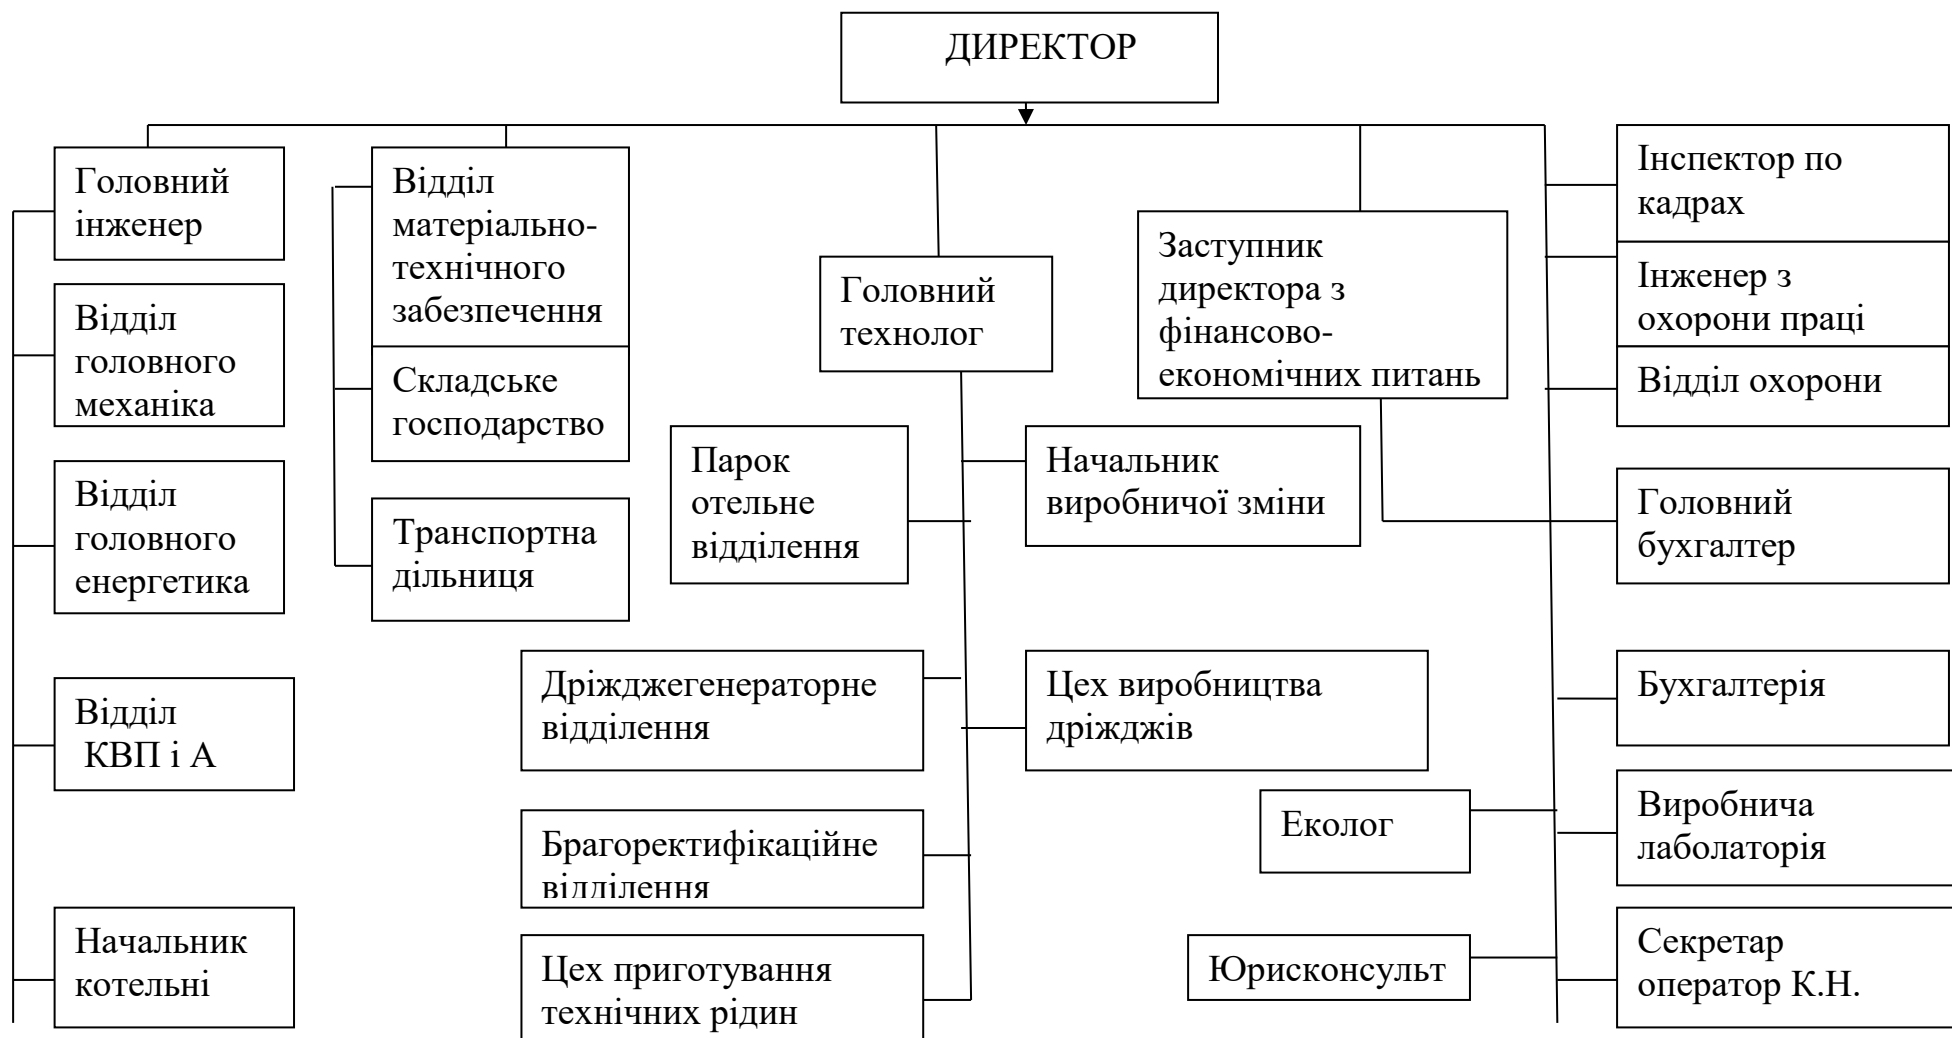 ДИРЕКТОР
Головний
інженер
Відділ
головного
механіка
Відділ
головного
енергетика
Відділ
КВП і А
Начальник
котельні
Відділ
матеріально-
технічного
забезпечення
Складське
господарство
Транспортна
дільниця
Головний
технолог
Парок
отельне
відділення
Начальник
виробничої зміни
Дріжджегенераторне
відділення
Цех виробництва
дріжджів
Брагоректифікаційне
відділення
Цех приготування
технічних рідин
Заступник
директора з
фінансово-
економічних питань
Еколог
Юрисконсульт
Інспектор по
кадрах
Інженер з
охорони праці
Відділ охорони
Головний
бухгалтер
Бухгалтерія
Виробнича
лаболаторія
Секретар
оператор К.Н.